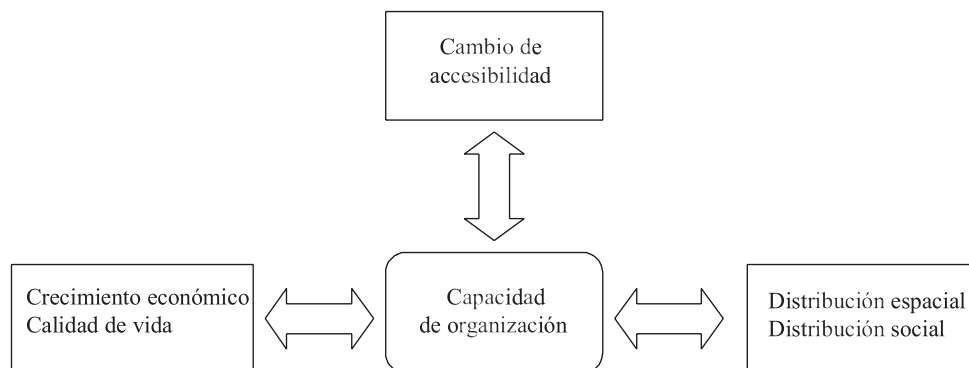 Cambio de
accesibilidad
Crecimiento económico
Calidad de vida
Capacidad
de organización
Distribución espacial
Distribución social